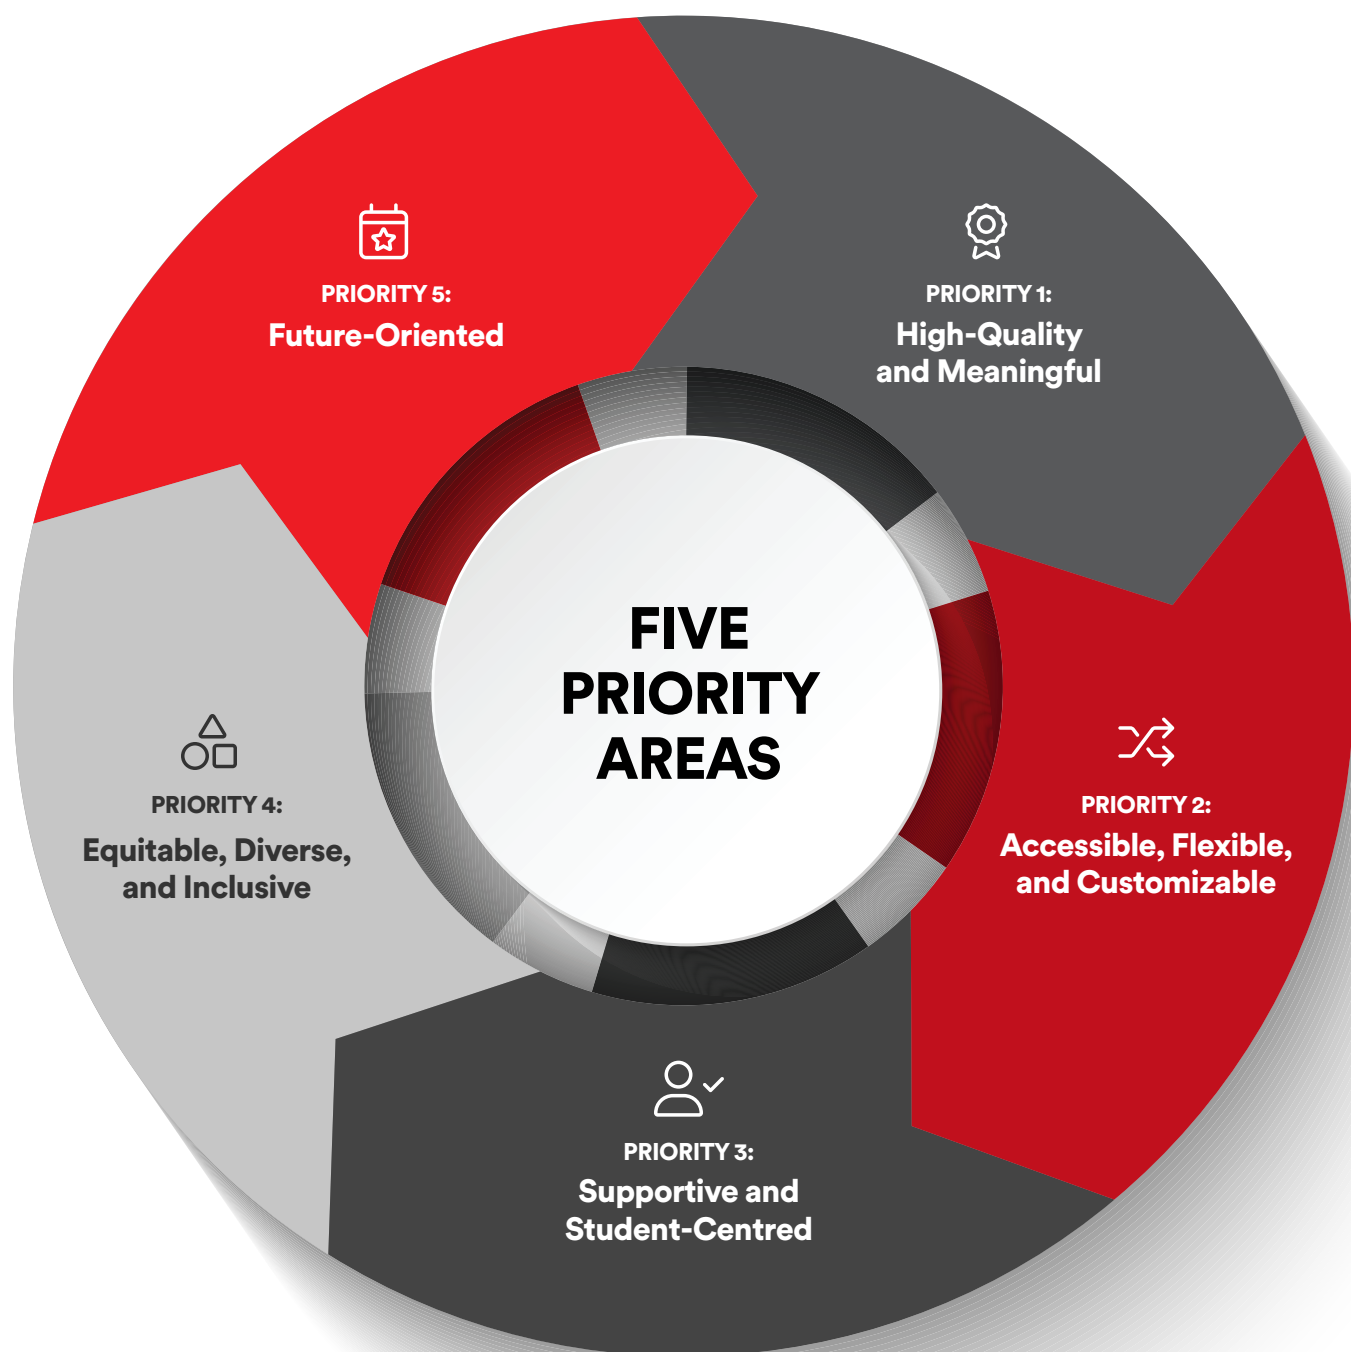 FIVE
PRIORITY
AREAS
PRIORITY 1:
High-Quality
and Meaningful
PRIORITY 2:
Accessible, Flexible,
and Customizable
PRIORITY 3:
Supportive and
Student-Centred
PRIORITY 4:
Equitable, Diverse,
and Inclusive
PRIORITY 5:
Future-Oriented